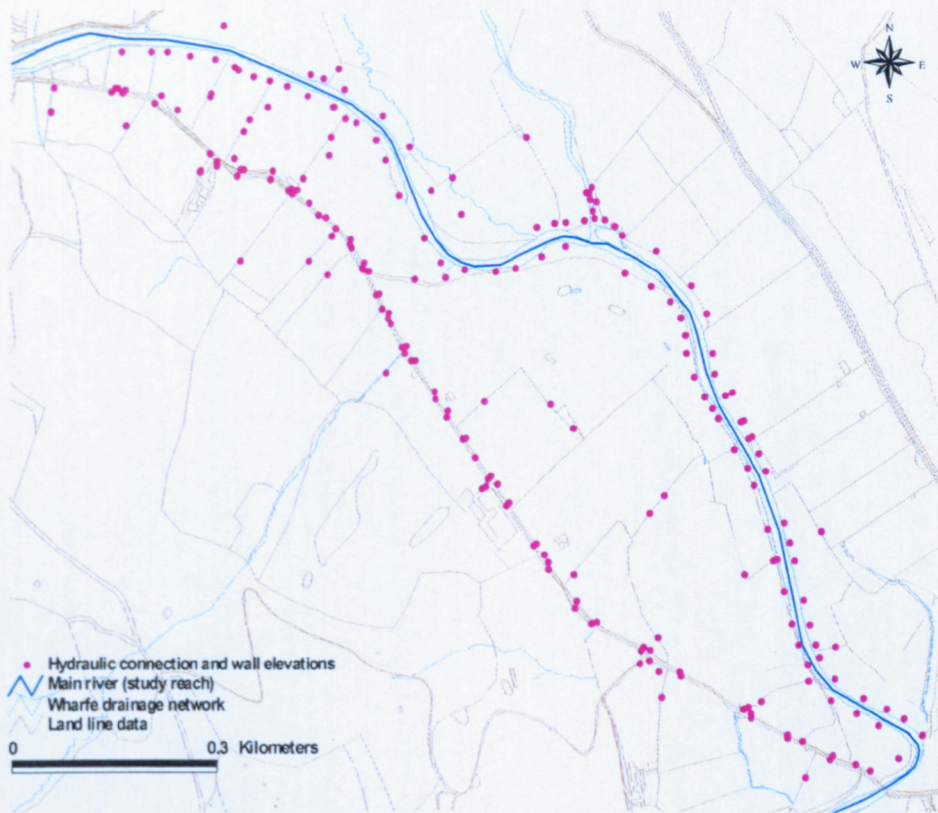 N
W E
S
Hydraulic connection and wall elevations
Main river (study reach)
Wharfe drainage network
Land line data
0 0.3 Kilometers